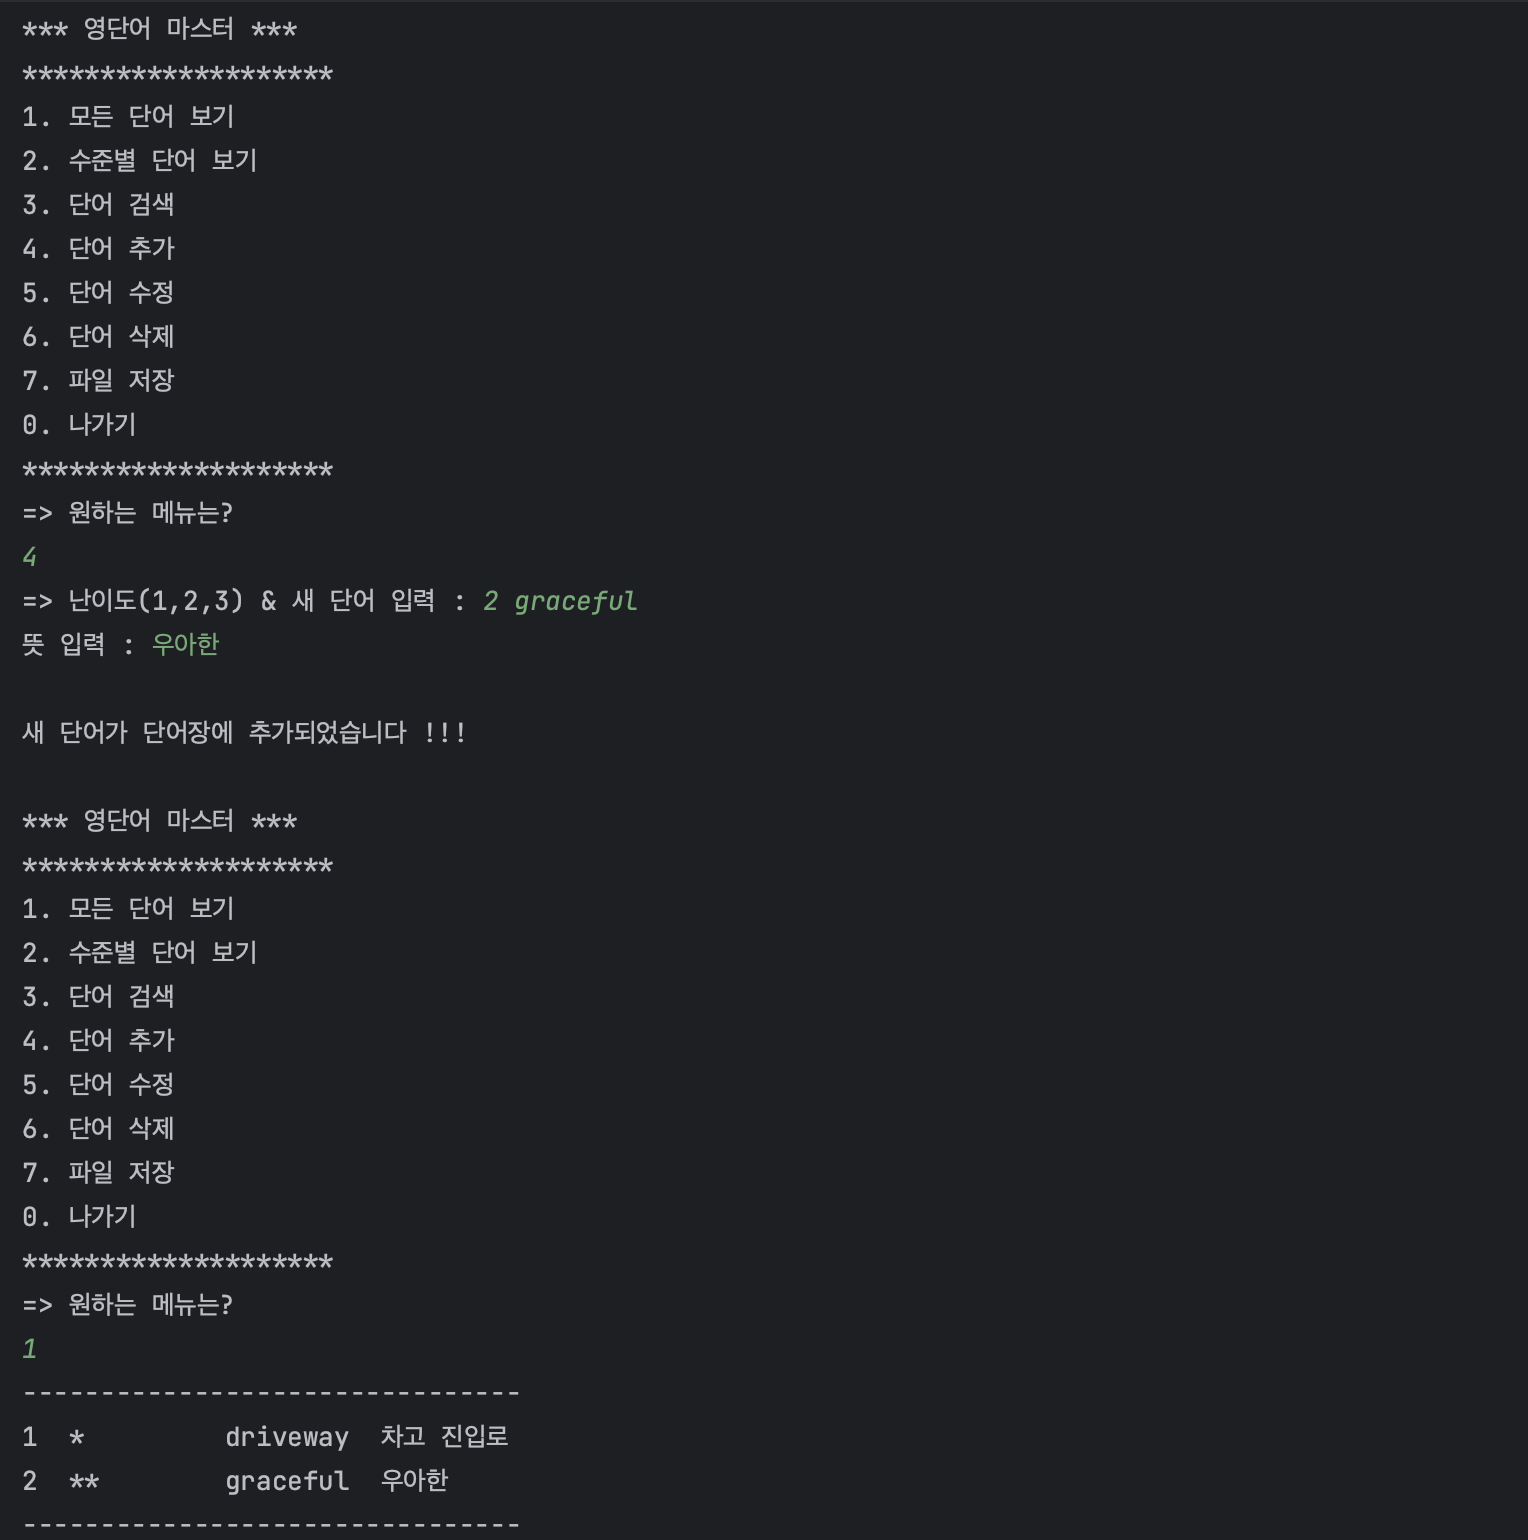 *** 영단어 마스터 ***
********************
1. 모든 단어 보기
2. 수준별 단어 보기
3. 단어 검색
4. 단어 추가
5. 단어 수정
6. 단어 삭제
7. 파일 저장
0. 나가기
********************
=> 원하는 메뉴는?
4
=> 난이도(1,2,3) & 새 단어 입력 : 2 graceful
뜻 입력 : 우아한
새 단어가 단어장에 추가되었습니다 !!!
*** 영단어 마스터 ***
********************
1. 모든 단어 보기
2. 수준별 단어 보기
3. 단어 검색
4. 단어 추가
5. 단어 수정
6. 단어 삭제
7. 파일 저장
0. 나가기
********************
=> 원하는 메뉴는?
1
--------------------------------
1  *         driveway  차고 진입로
2  **        graceful  우아한
--------------------------------